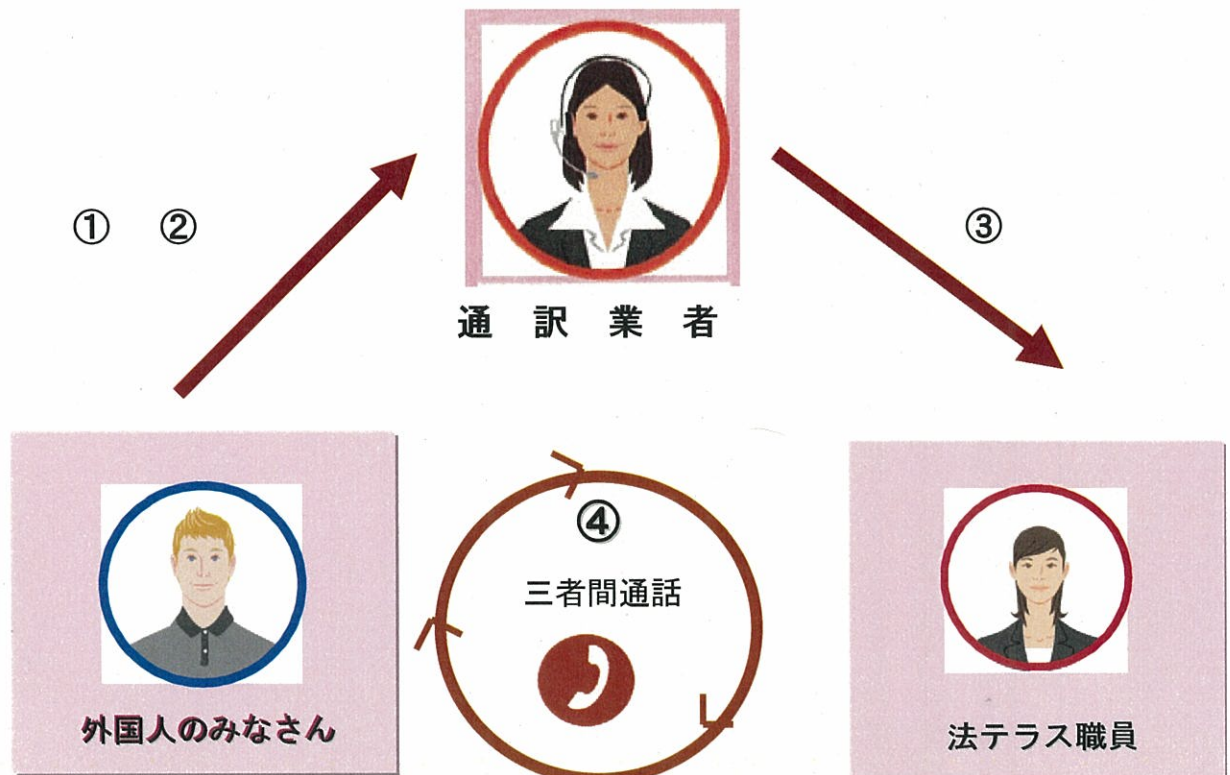 ① ②
③
通訳業者
④
三者間通話
外国人のみなさん
法テラス職員